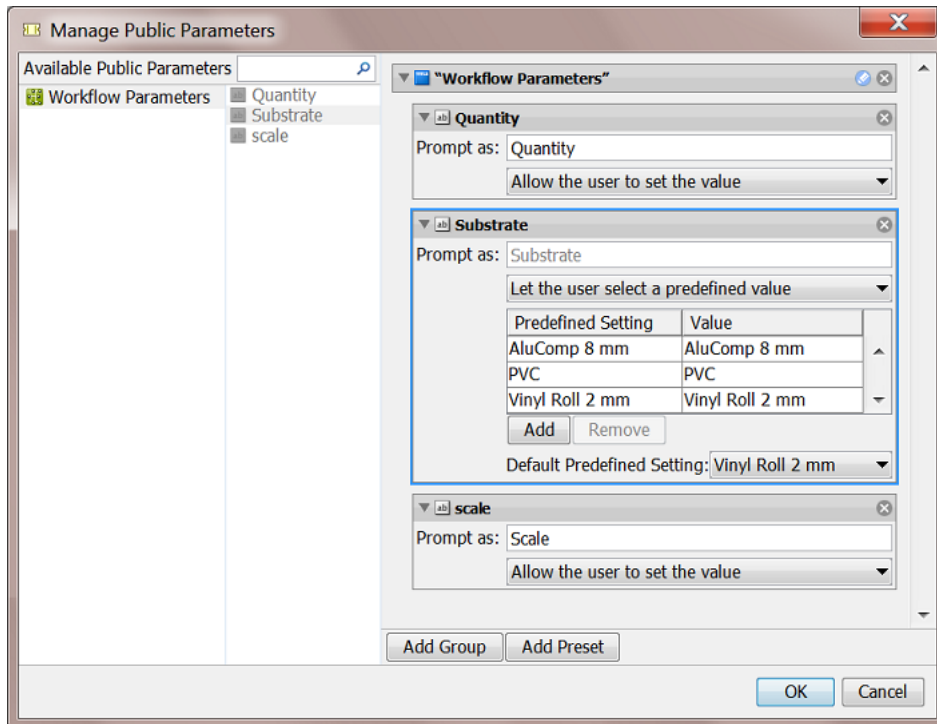 Manage Public Parameters
Available Public Parameters
Workflow Parameters
Quantity
Substrate
scale
"Workflow Parameters"
Quantity
Prompt as: Quantity
Allow the user to set the value
Substrate
Prompt as: Substrate
Let the user select a predefined value
Predefined Setting Value
AluComp 8 mm AluComp 8 mm
PVC PVC
Vinyl Roll 2 mm Vinyl Roll 2 mm
Add Remove
Default Predefined Setting: Vinyl Roll 2 mm
scale
Prompt as: Scale
Allow the user to set the value
Add Group Add Preset
OK Cancel